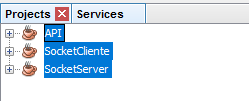 Projects Services
API
SocketCliente
SocketServer